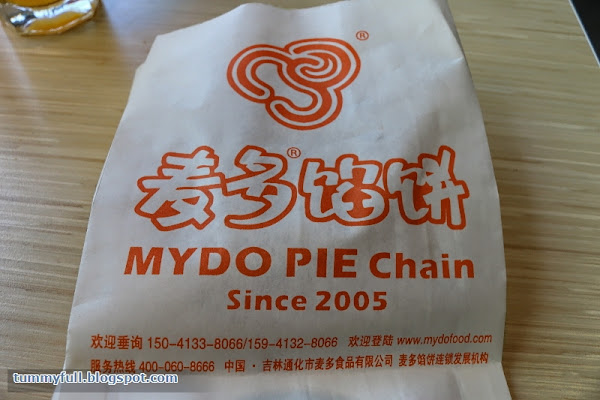 ®
麦多®馅饼
MYDO PIE Chain
Since 2005
欢迎垂询 150-4133-8066/159-4132-8066 欢迎登陆 www.mydofood.com
服务热线 400-060-8666 中国·吉林通化市麦多食品有限公司 麦多馅饼连锁发展机构
tummyfull.blogspot.com